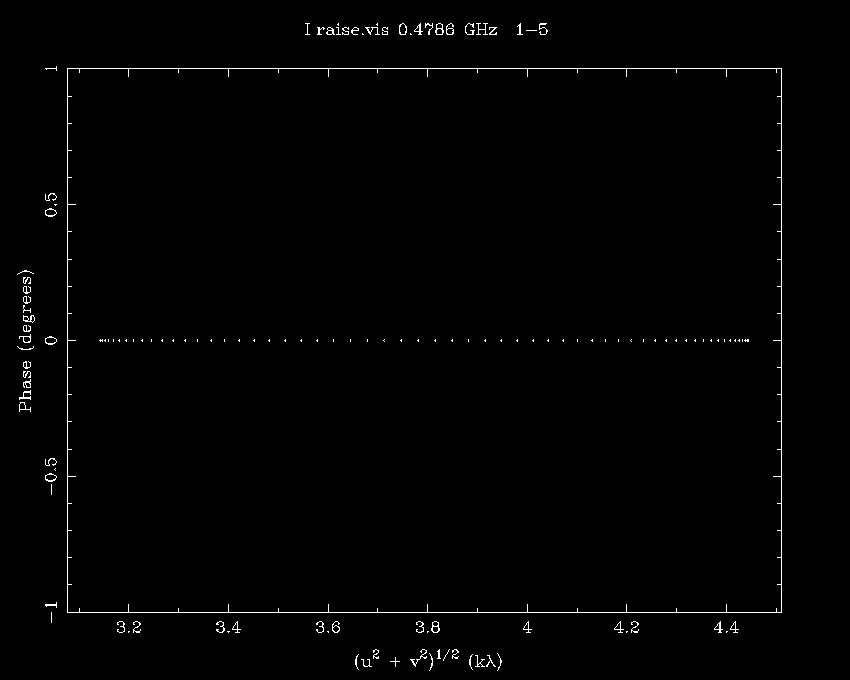 I raise.vis 0.4786 GHz 1−5
1
0.5
0
−0.5
−1
Phase (degrees)
3.2 3.4 3.6 3.8 4 4.2 4.4
(u² + v²)¹/² (kλ)